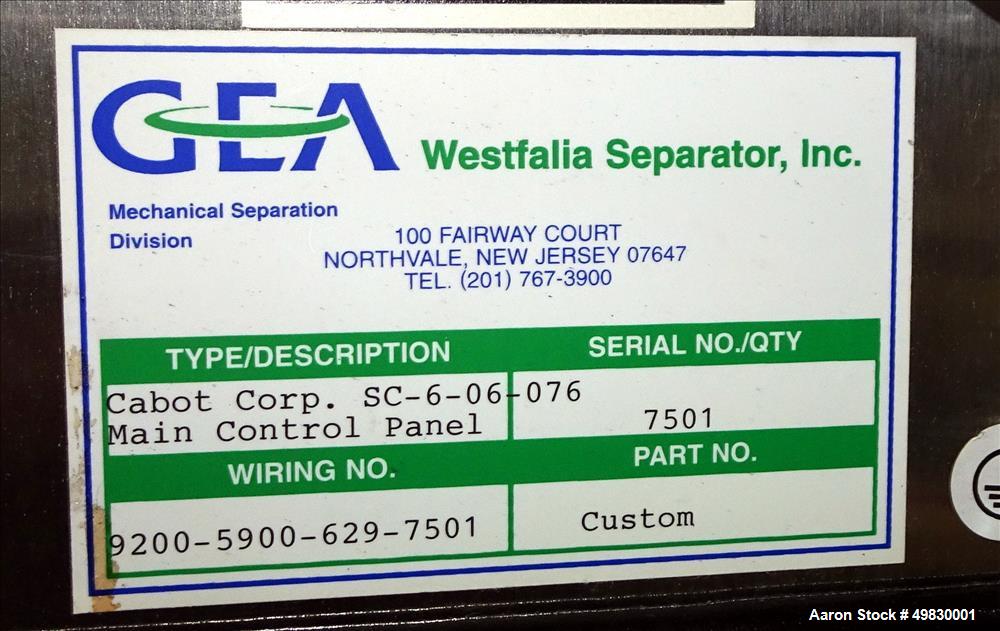 GEA
Westfalia Separator, Inc.
Mechanical Separation
Division
100 FAIRWAY COURT
NORTHVALE, NEW JERSEY 07647
TEL. (201) 767-3900
TYPE/DESCRIPTION
SERIAL NO./QTY
Cabot Corp. SC-6-06-076
Main Control Panel
7501
WIRING NO.
PART NO.
9200-5900-629-7501
Custom
Aaron Stock # 49830001